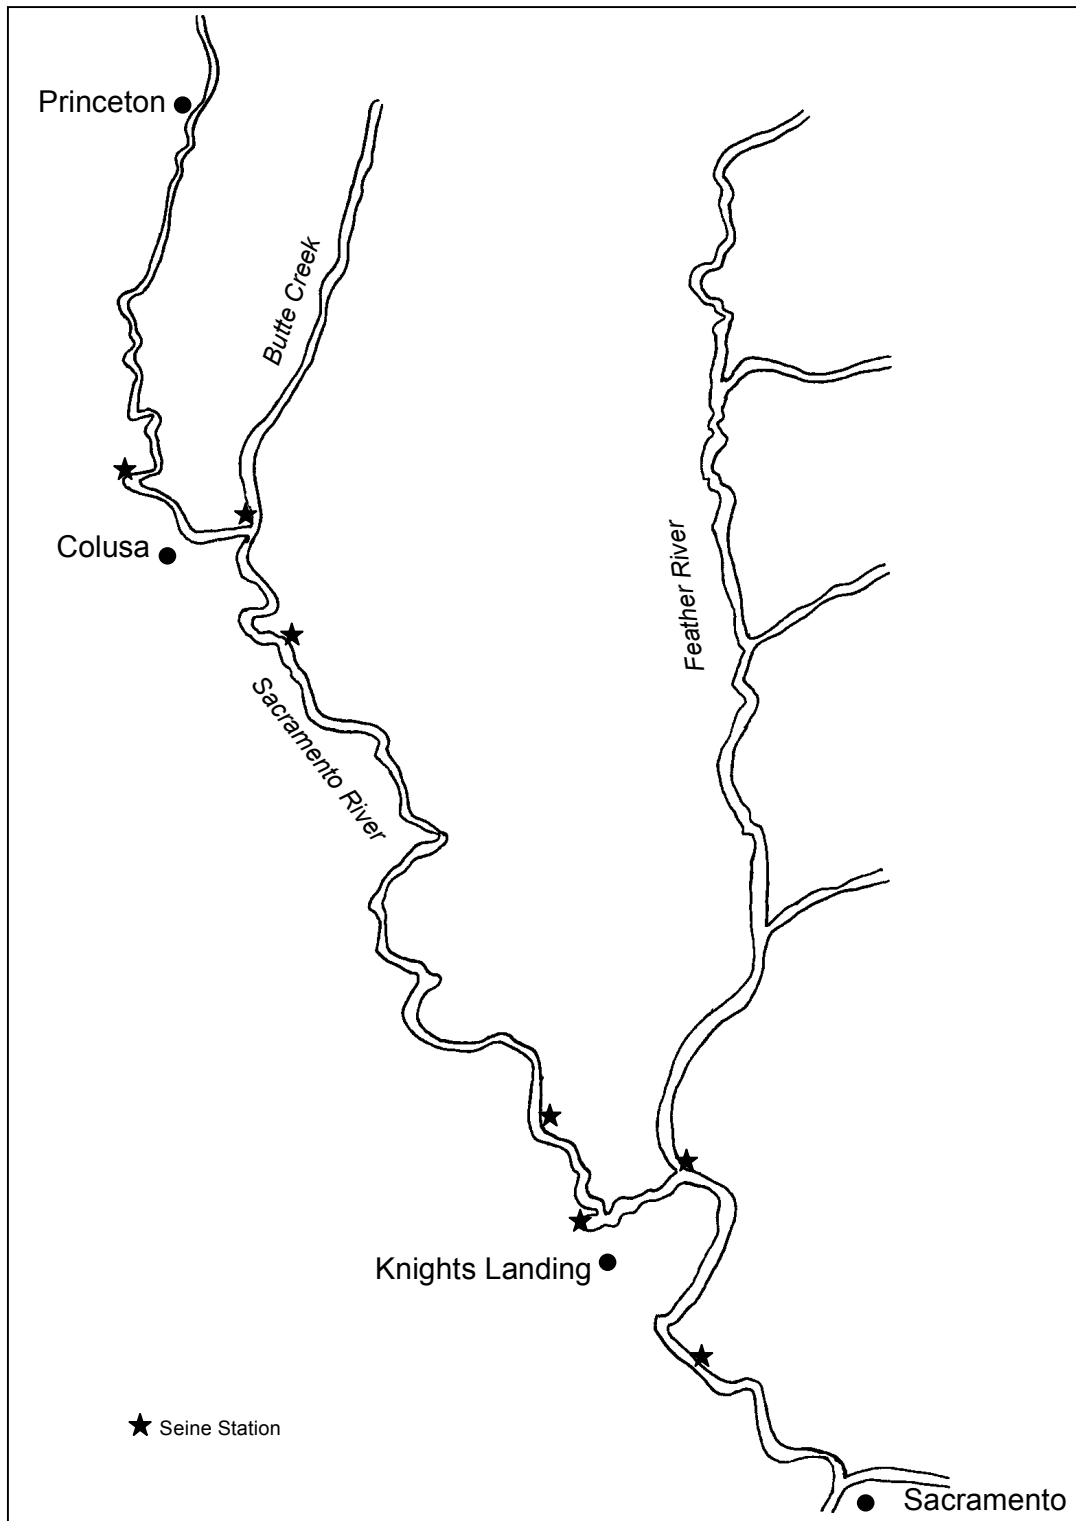 Princeton
Butte Creek
Colusa
Feather River
Sacramento River
Knights Landing
Seine Station
Sacramento